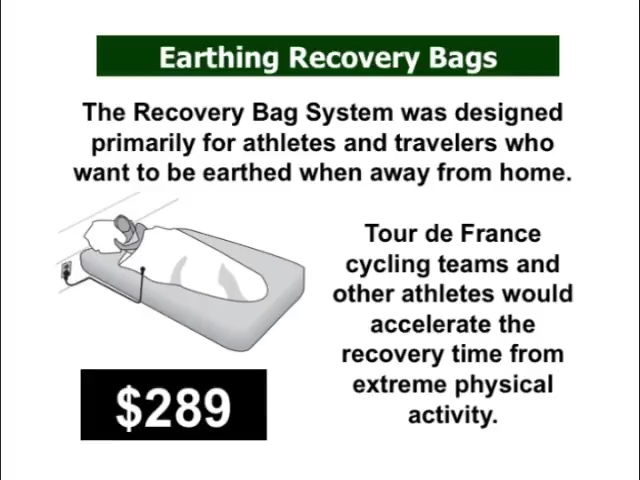 Earthing Recovery Bags
The Recovery Bag System was designed
primarily for athletes and travelers who
want to be earthed when away from home.
Tour de France
cycling teams and
other athletes would
accelerate the
recovery time from
extreme physical
activity.
$289